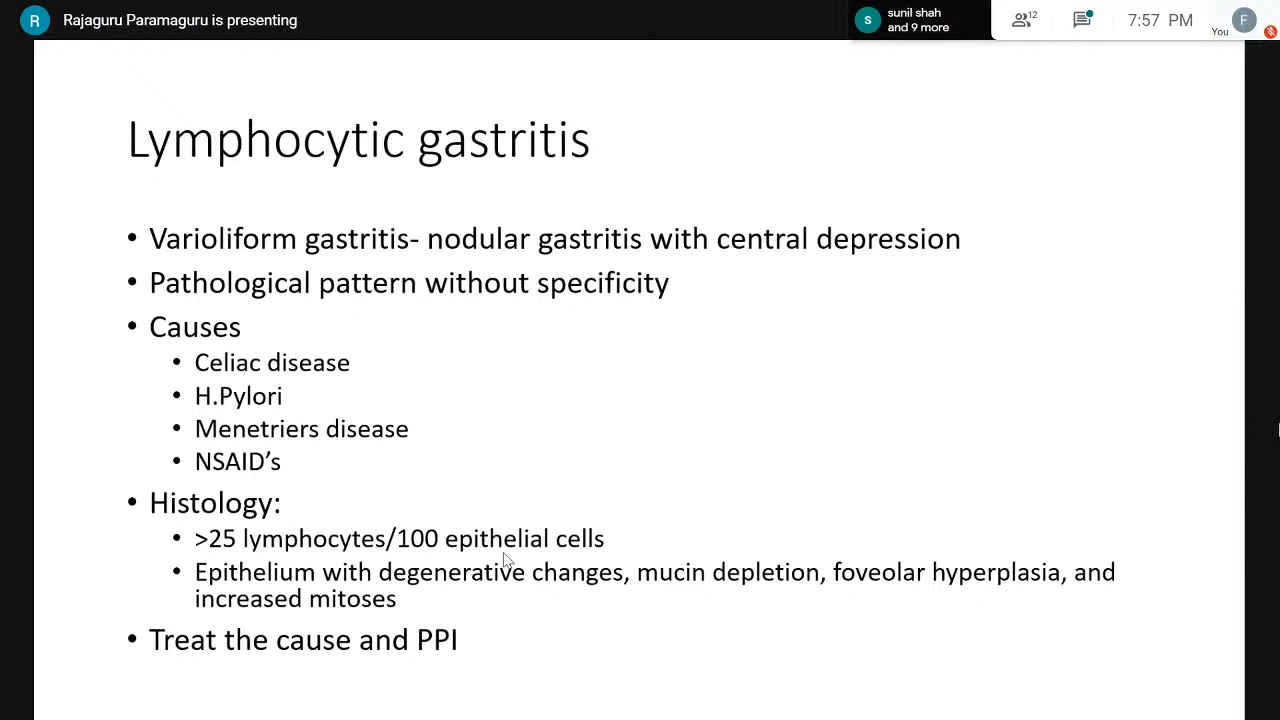 R Rajaguru Paramaguru is presenting
s sunil shah
and 9 more
12
7:57 PM
You
F
Lymphocytic gastritis
• Varioliform gastritis- nodular gastritis with central depression
• Pathological pattern without specificity
• Causes
• Celiac disease
• H.Pylori
• Menetriers disease
• NSAID’s
• Histology:
• >25 lymphocytes/100 epithelial cells
• Epithelium with degenerative changes, mucin depletion, foveolar hyperplasia, and
increased mitoses
• Treat the cause and PPI